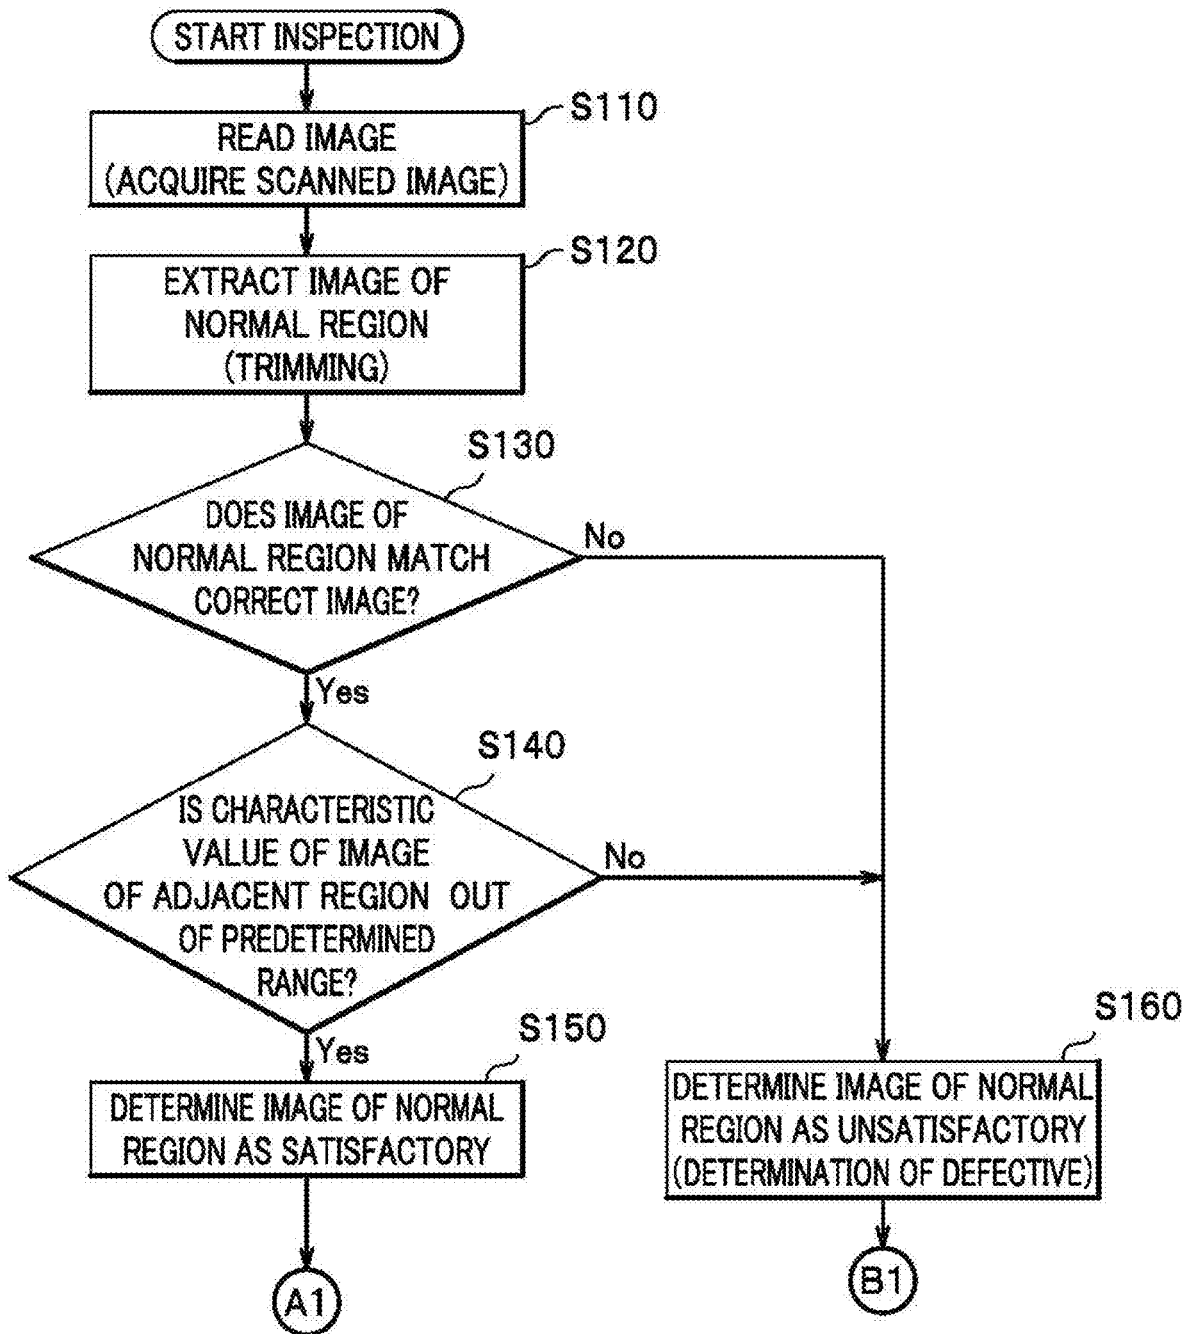 START INSPECTION
S110
READ IMAGE
(ACQUIRE SCANNED IMAGE)
S120
EXTRACT IMAGE OF
NORMAL REGION
(TRIMMING)
S130
DOES IMAGE OF
NORMAL REGION MATCH
CORRECT IMAGE?
No
Yes
S140
IS CHARACTERISTIC
VALUE OF IMAGE
OF ADJACENT REGION OUT
OF PREDETERMINED
RANGE?
No
Yes
S150
DETERMINE IMAGE OF NORMAL
REGION AS SATISFACTORY
S160
DETERMINE IMAGE OF NORMAL
REGION AS UNSATISFACTORY
(DETERMINATION OF DEFECTIVE)
A1
B1